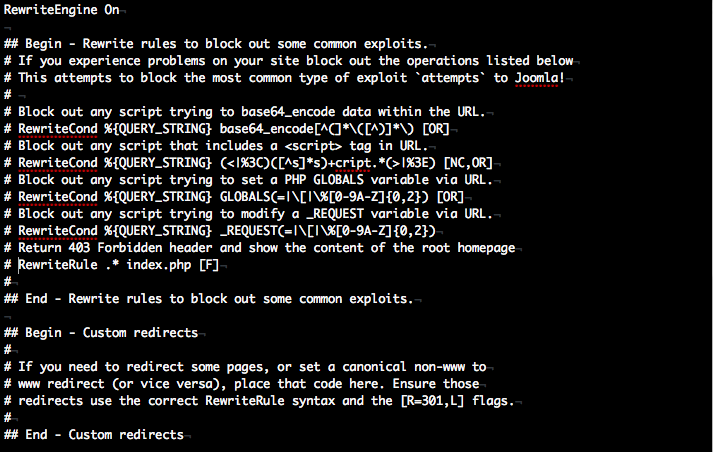 RewriteEngine On¬
¬
## Begin - Rewrite rules to block out some common exploits.¬
# If you experience problems on your site block out the operations listed below¬
# This attempts to block the most common type of exploit `attempts` to Joomla!¬
# ¬
# Block out any script trying to base64_encode data within the URL.¬
# RewriteCond %{QUERY_STRING} base64_encode[^(]*\([^)]*\) [OR]¬
# Block out any script that includes a <script> tag in URL.¬
# RewriteCond %{QUERY_STRING} (<|%3C)([^s]*s)+cript.*(>|%3E) [NC,OR]¬
# Block out any script trying to set a PHP GLOBALS variable via URL.¬
# RewriteCond %{QUERY_STRING} GLOBALS(=|\[|\%[0-9A-Z]{0,2}) [OR]¬
# Block out any script trying to modify a _REQUEST variable via URL.¬
# RewriteCond %{QUERY_STRING} _REQUEST(=|\[|\%[0-9A-Z]{0,2})¬
# Return 403 Forbidden header and show the content of the root homepage¬
# RewriteRule .* index.php [F]¬
#¬
## End - Rewrite rules to block out some common exploits.¬
¬
## Begin - Custom redirects¬
#¬
# If you need to redirect some pages, or set a canonical non-www to¬
# www redirect (or vice versa), place that code here. Ensure those¬
# redirects use the correct RewriteRule syntax and the [R=301,L] flags.¬
#¬
## End - Custom redirects¬